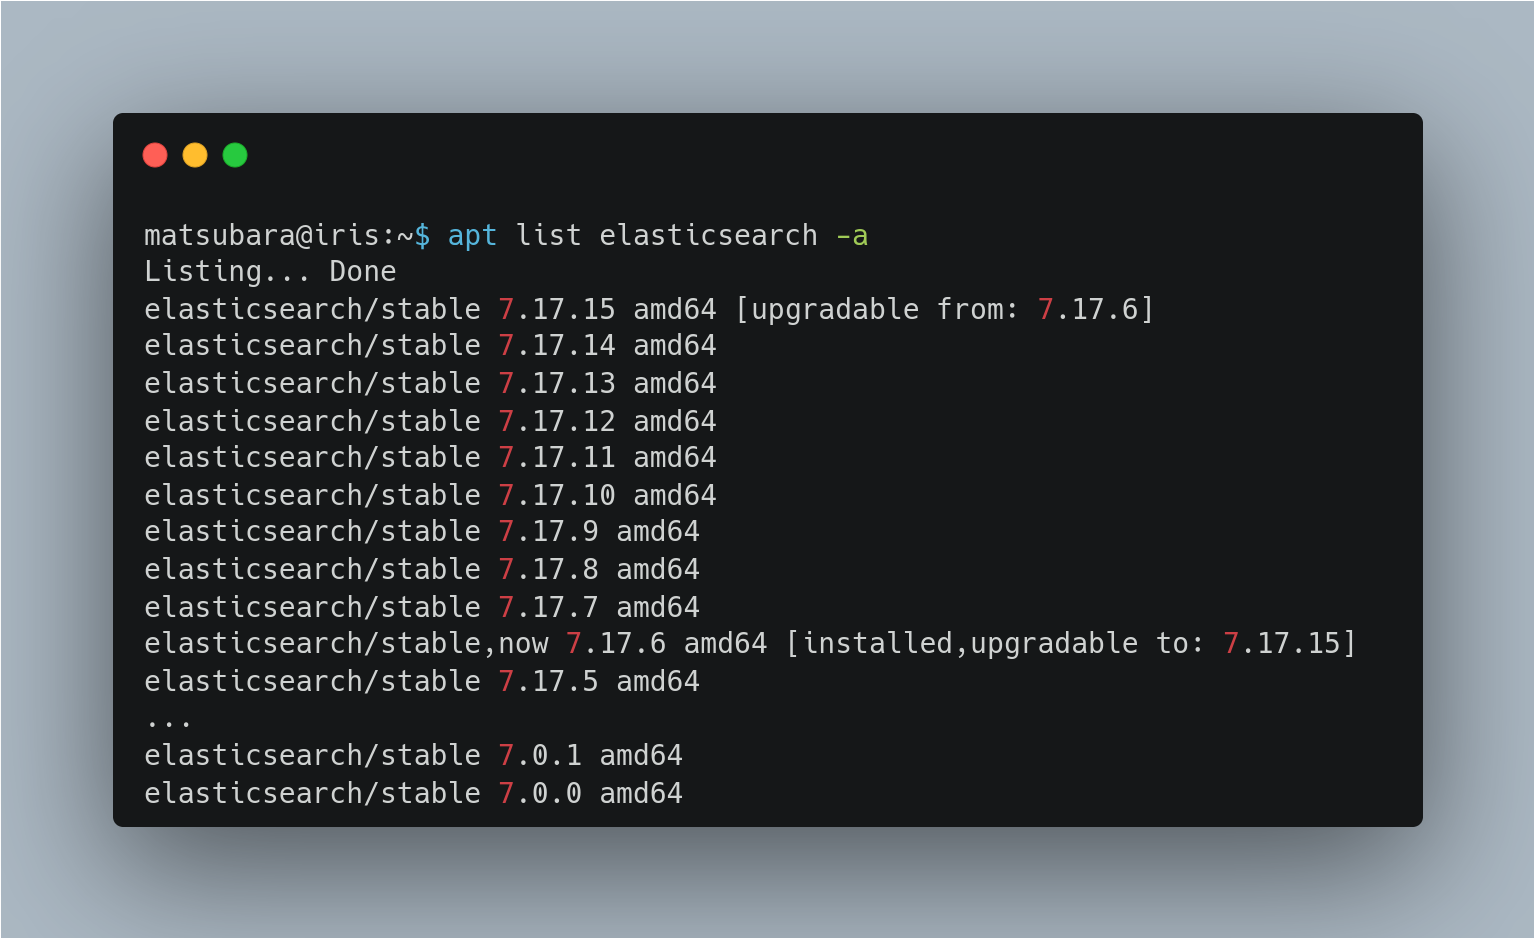 matsubara@iris:~$ apt list elasticsearch -a
Listing... Done
elasticsearch/stable 7.17.15 amd64 [upgradable from: 7.17.6]
elasticsearch/stable 7.17.14 amd64
elasticsearch/stable 7.17.13 amd64
elasticsearch/stable 7.17.12 amd64
elasticsearch/stable 7.17.11 amd64
elasticsearch/stable 7.17.10 amd64
elasticsearch/stable 7.17.9 amd64
elasticsearch/stable 7.17.8 amd64
elasticsearch/stable 7.17.7 amd64
elasticsearch/stable,now 7.17.6 amd64 [installed,upgradable to: 7.17.15]
elasticsearch/stable 7.17.5 amd64
...
elasticsearch/stable 7.0.1 amd64
elasticsearch/stable 7.0.0 amd64